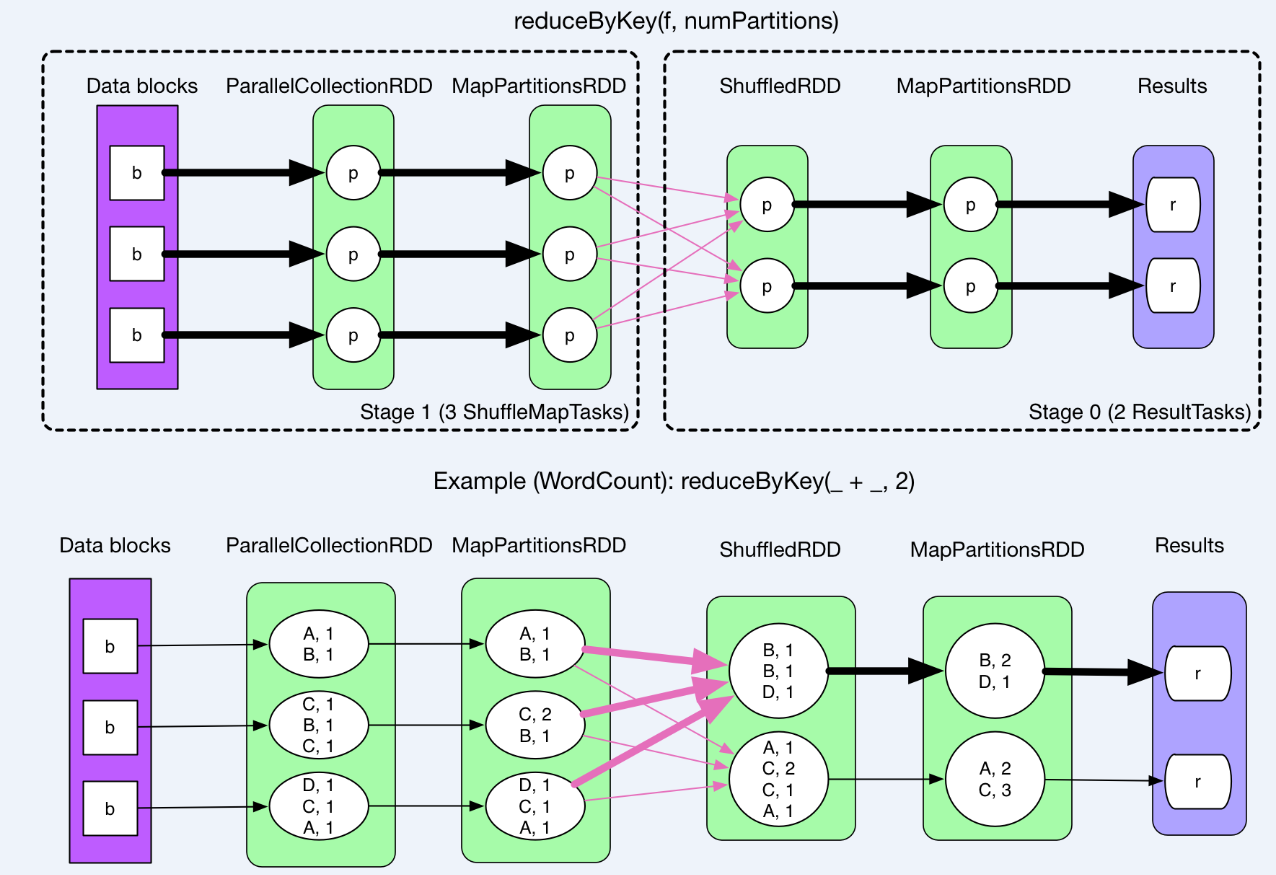 reduceByKey(f, numPartitions)
Data blocks
ParallelCollectionRDD
MapPartitionsRDD
ShuffledRDD
MapPartitionsRDD
Results
b
p
p
p
p
r
b
p
p
p
p
r
b
p
p
Stage 1 (3 ShuffleMapTasks)
Stage 0 (2 ResultTasks)
Example (WordCount): reduceByKey(_ + _, 2)
Data blocks
ParallelCollectionRDD
MapPartitionsRDD
ShuffledRDD
MapPartitionsRDD
Results
b
A, 1
B, 1
A, 1
B, 1
B, 1
B, 1
D, 1
B, 2
D, 1
r
b
C, 1
B, 1
C, 1
C, 2
B, 1
A, 1
C, 2
C, 1
A, 1
A, 2
C, 3
r
b
D, 1
C, 1
A, 1
D, 1
C, 1
A, 1